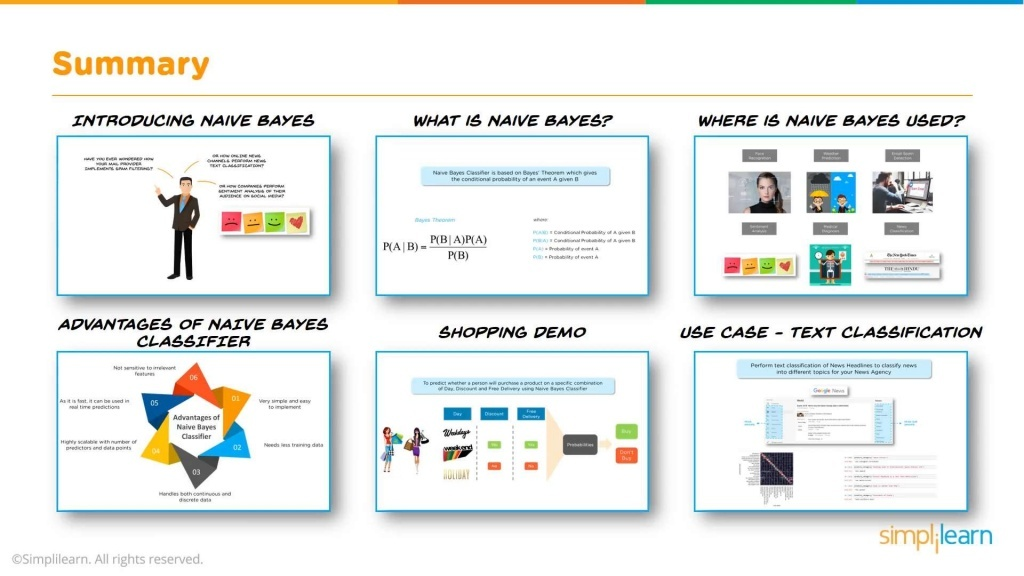 Summary
INTRODUCING NAIVE BAYES
WHAT IS NAIVE BAYES?
WHERE IS NAIVE BAYES USED?
HAVE YOU EVER WONDERED HOW
YOUR MAIL PROVIDER
IMPLEMENTS SPAM FILTERING?
OR HOW ONLINE NEWS
CHANNELS PERFORM NEWS
TEXT CLASSIFICATION?
OR HOW COMPANIES PERFORM
SENTIMENT ANALYSIS OF THEIR
AUDIENCE ON SOCIAL MEDIA?
Naive Bayes Classifier is based on Bayes' Theorem which gives
the conditional probability of an event A given B
Bayes Theorem
P(A | B) = P(B | A)P(A)
P(B)
where
P(A|B) = Conditional Probability of A given B
P(B|A) = Conditional Probability of B given A
P(A) = Probability of event A
P(B) = Probability of event A
Face
Recognition
Weather
Prediction
Email Spam
Detection
Sentiment
Analysis
Medical
Diagnosis
News
Classification
The New York Times
THE HINDU
ADVANTAGES OF NAIVE BAYES
CLASSIFIER
SHOPPING DEMO
USE CASE - TEXT CLASSIFICATION
Not sensitive to irrelevant
features
As it is fast, it can be used in
real time predictions
Highly scalable with number of
predictors and data points
Handles both continuous and
discrete data
Needs less training data
Very simple and easy
to implement
Advantages of
Naive Bayes
Classifier
01
02
03
04
05
06
To predict whether a person will purchase a product on a specific combination
of Day, Discount and Free Delivery using Naive Bayes Classifier
Day
Discount
Free
Delivery
Weekdays
weekend
HOLIDAY
Yes
Yes
No
No
Probabilities
Buy
Don't
Buy
Perform text classification of News Headlines to classify news
into different topics for your News Agency
Google News
simplilearn
©Simplilearn. All rights reserved.